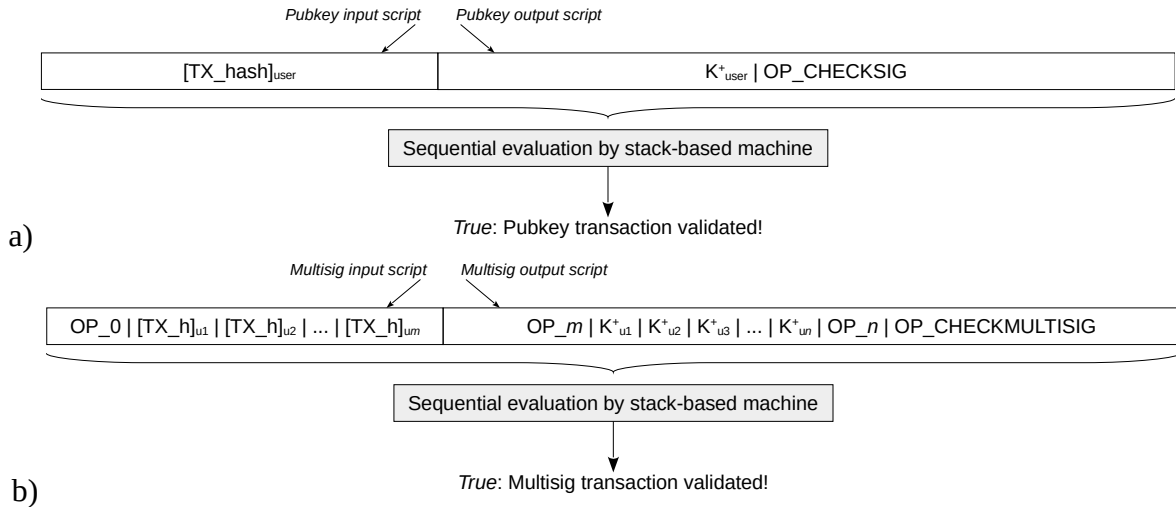 Pubkey input script Pubkey output script
[TX_hash]user K+user | OP_CHECKSIG
Sequential evaluation by stack-based machine
True: Pubkey transaction validated!
a)
Multisig input script Multisig output script
OP_0 | [TX_h]u1 | [TX_h]u2 | ... | [TX_h]um OP_m | K+u1 | K+u2 | K+u3 | ... | K+un | OP_n | OP_CHECKMULTISIG
Sequential evaluation by stack-based machine
True: Multisig transaction validated!
b)